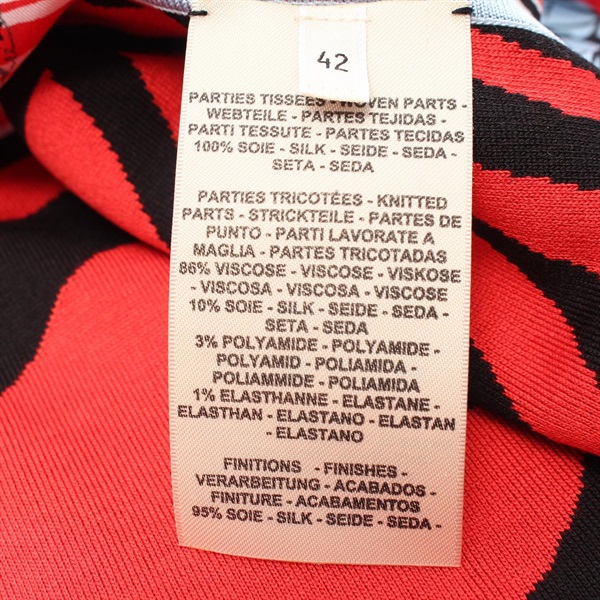 42
PARTIES TISSÉES - WOVEN PARTS -
WEBTEILE - PARTES TEJIDAS -
PARTI TESSUTE - PARTES TECIDAS
100% SOIE - SILK - SEIDE - SEDA -
SETA - SEDA
PARTIES TRICOTÉES - KNITTED
PARTS - STRICKTEILE - PARTES DE
PUNTO - PARTI LAVORATE A
MAGLIA - PARTES TRICOTADAS
86% VISCOSE - VISCOSE - VISKOSE
- VISCOSA - VISCOSA - VISCOSE
10% SOIE - SILK - SEIDE - SEDA -
SETA - SEDA
3% POLYAMIDE - POLYAMIDE -
POLYAMID - POLIAMIDA -
POLIAMMIDE - POLIAMIDA
1% ELASTHANNE - ELASTANE -
ELASTHAN - ELASTANO - ELASTAN
- ELASTANO
FINITIONS - FINISHES -
VERARBEITUNG - ACABADOS -
FINITURE - ACABAMENTOS
95% SOIE - SILK - SEIDE - SEDA -